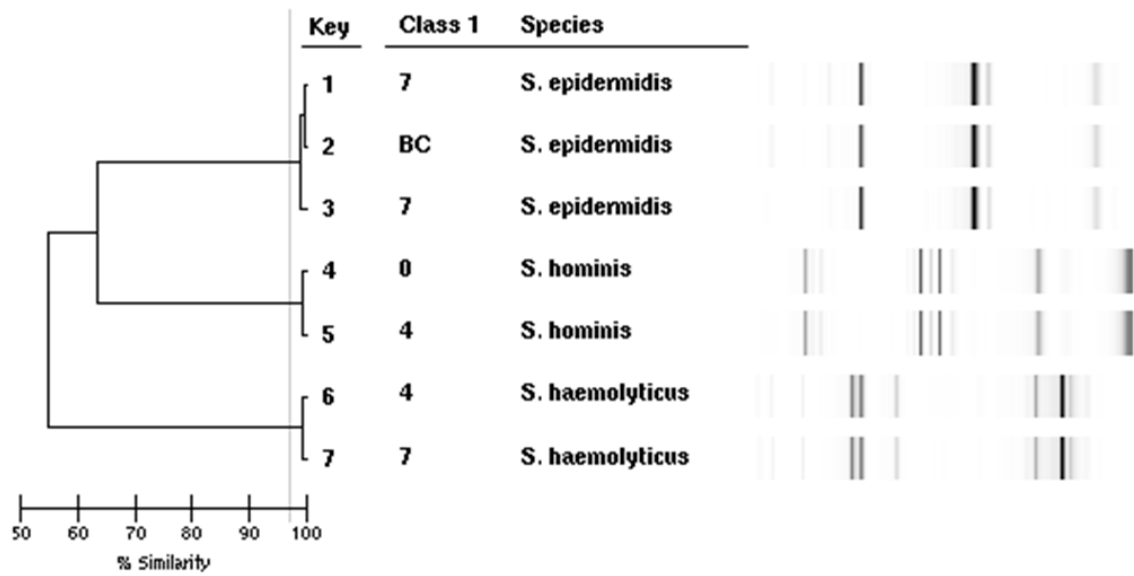 Key Class 1 Species
1 7 S. epidermidis
2 BC S. epidermidis
3 7 S. epidermidis
4 0 S. hominis
5 4 S. hominis
6 4 S. haemolyticus
7 7 S. haemolyticus
50 60 70 80 90 100
% Similarity